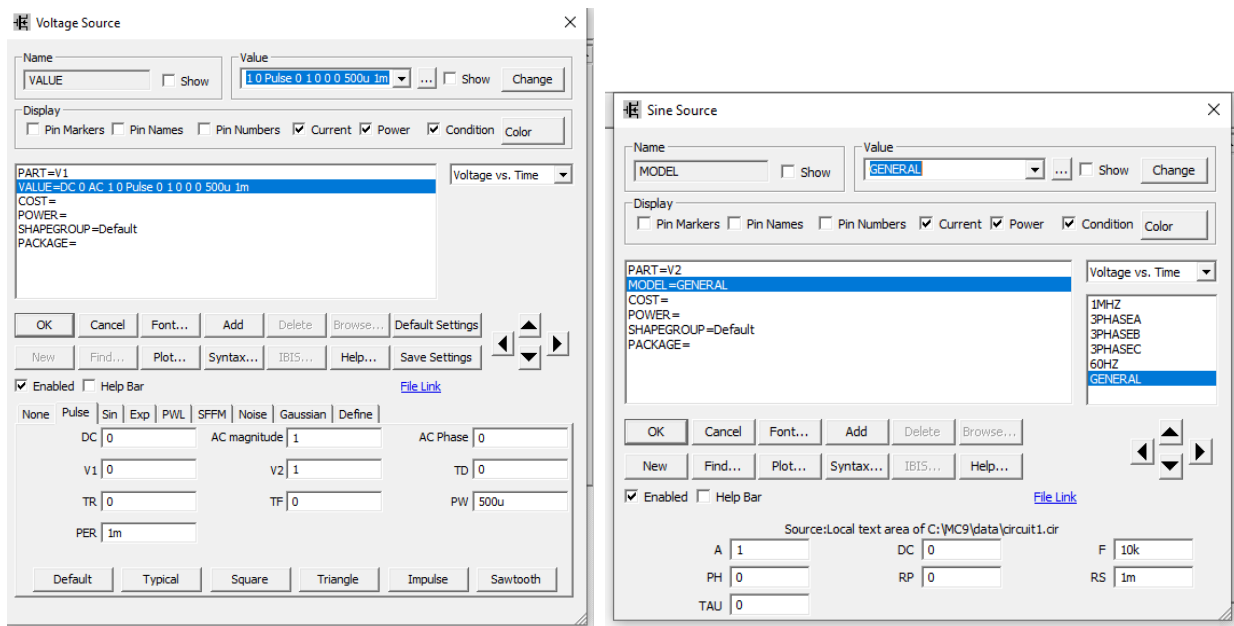 Voltage Source
Name
VALUE
Show
Value
1 0 Pulse 0 1 0 0 0 500u 1m
...
Show
Change
Display
Pin Markers Pin Names Pin Numbers Current Power Condition Color
PART=V1
VALUE=DC 0 AC 1 0 Pulse 0 1 0 0 0 500u 1m
COST=
POWER=
SHAPEGROUP=Default
PACKAGE=
Voltage vs. Time
OK Cancel Font... Add Delete Browse... Default Settings
New Find... Plot... Syntax... IBIS... Help... Save Settings
Enabled Help Bar File Link
None Pulse Sin Exp PWL SFFM Noise Gaussian Define
DC 0 AC magnitude 1 AC Phase 0
V1 0 V2 1 TD 0
TR 0 TF 0 PW 500u
PER 1m
Default Typical Square Triangle Impulse Sawtooth
Sine Source
Name
MODEL
Show
Value
GENERAL
...
Show
Change
Display
Pin Markers Pin Names Pin Numbers Current Power Condition Color
PART=V2
MODEL=GENERAL
COST=
POWER=
SHAPEGROUP=Default
PACKAGE=
Voltage vs. Time
1MHZ
3PHASEA
3PHASEB
3PHASEC
60HZ
GENERAL
OK Cancel Font... Add Delete Browse...
New Find... Plot... Syntax... IBIS... Help...
Enabled Help Bar File Link
Source:Local text area of C:\MC9\data\circuit1.cir
A 1 DC 0 F 10k
PH 0 RP 0 RS 1m
TAU 0